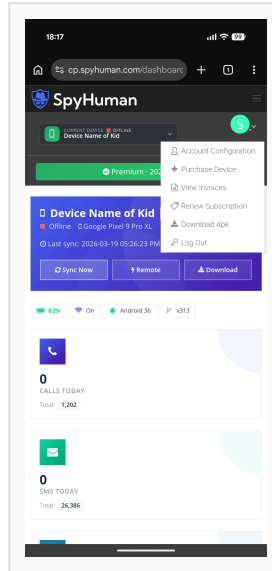 18:17
99
cp.spyhuman.com/dashboard
SpyHuman
CURRENT DEVICE OFFLINE
Device Name of Kid
S
Account Configuration
Purchase Device
View Invoices
Renew Subscription
Download Apk
Log Out
Premium · 202
Device Name of Kid
Offline Google Pixel 9 Pro XL
Last sync: 2026-03-19 05:26:23 PM
Sync Now
Remote
Download
82%
On
Android 36
v313
0
CALLS TODAY
Total: 1,202
0
SMS TODAY
Total: 26,386